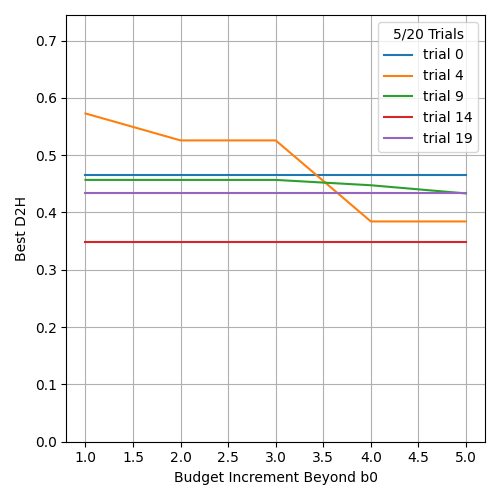 5/20 Trials
trial 0
trial 4
trial 9
trial 14
trial 19
0.7
0.6
0.5
0.4
0.3
0.2
0.1
0.0
Best D2H
1.0 1.5 2.0 2.5 3.0 3.5 4.0 4.5 5.0
Budget Increment Beyond b0